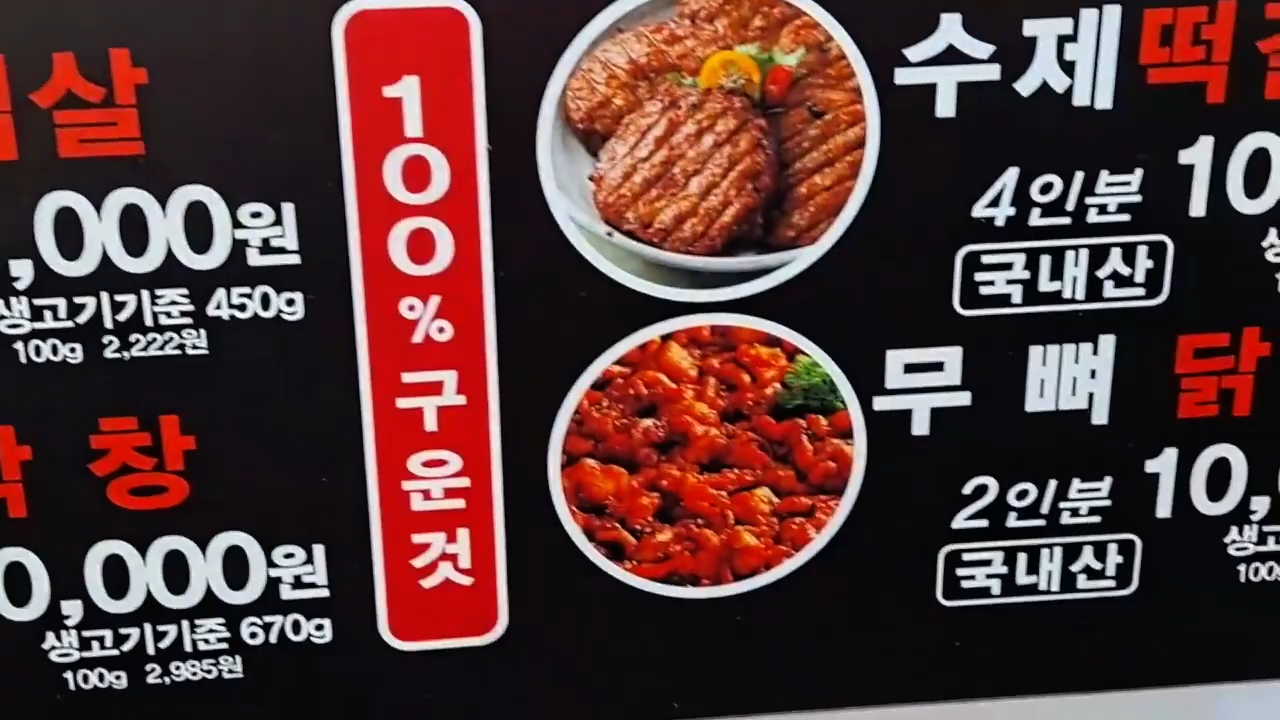 살
,000원
생고기기준 450g
100g 2,222원
창
0,000원
생고기기준 670g
100g 2,985원
100% 구운것
수제떡
4인분 10
국내산
무뼈 닭
2인분 10,
국내산
100g